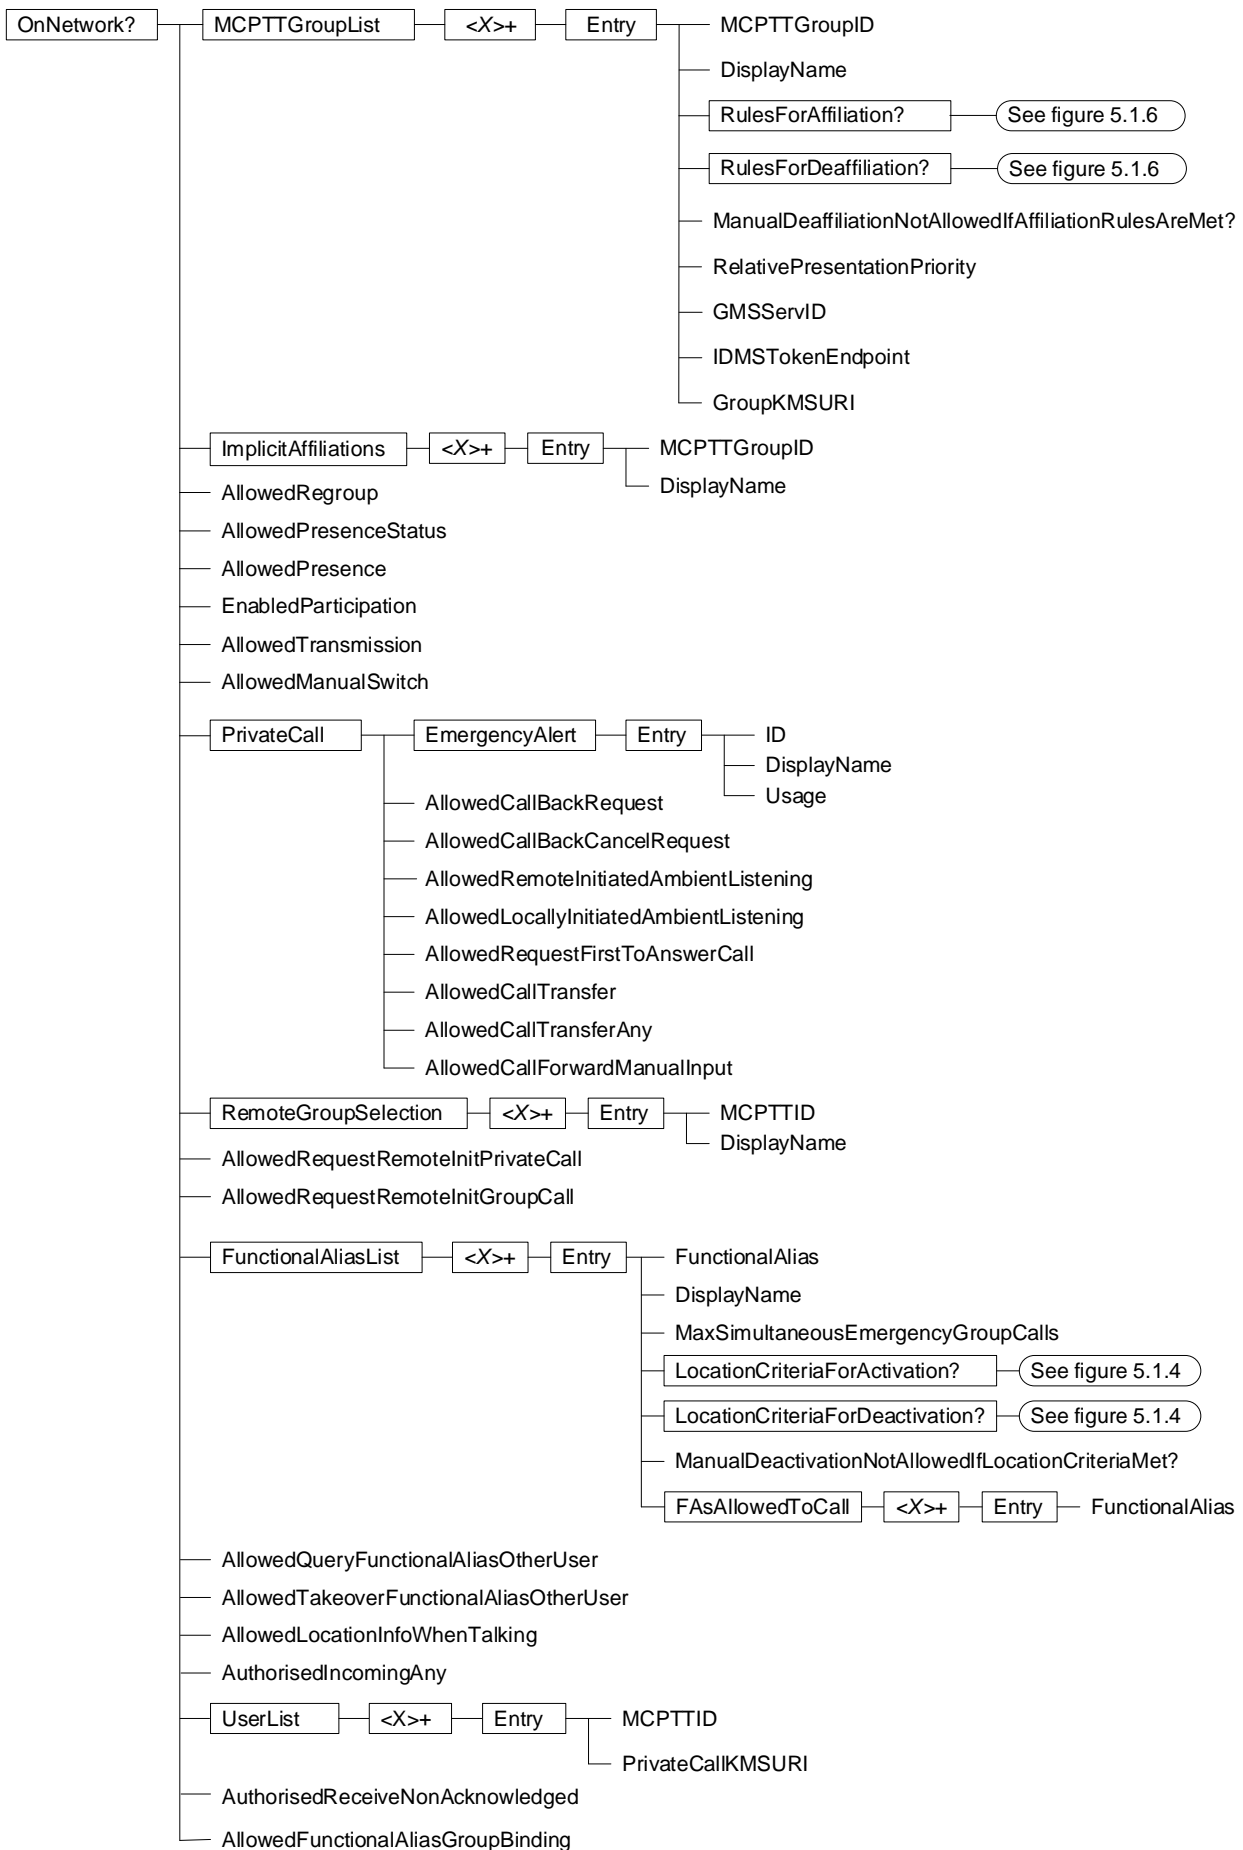 OnNetwork? MCPTTGroupList <X>+ Entry MCPTTGroupID
DisplayName
RulesForAffiliation? See figure 5.1.6
RulesForDeaffiliation? See figure 5.1.6
ManualDeaffiliationNotAllowedIfAffiliationRulesAreMet?
RelativePresentationPriority
GMSServID
IDMSTokenEndpoint
GroupKMSURI
ImplicitAffiliations <X>+ Entry MCPTTGroupID
DisplayName
AllowedRegroup
AllowedPresenceStatus
AllowedPresence
EnabledParticipation
AllowedTransmission
AllowedManualSwitch
PrivateCall EmergencyAlert Entry ID
DisplayName
Usage
AllowedCallBackRequest
AllowedCallBackCancelRequest
AllowedRemoteInitiatedAmbientListening
AllowedLocallyInitiatedAmbientListening
AllowedRequestFirstToAnswerCall
AllowedCallTransfer
AllowedCallTransferAny
AllowedCallForwardManualInput
RemoteGroupSelection <X>+ Entry MCPTTID
DisplayName
AllowedRequestRemoteInitPrivateCall
AllowedRequestRemoteInitGroupCall
FunctionalAliasList <X>+ Entry FunctionalAlias
DisplayName
MaxSimultaneousEmergencyGroupCalls
LocationCriteriaForActivation? See figure 5.1.4
LocationCriteriaForDeactivation? See figure 5.1.4
ManualDeactivationNotAllowedIfLocationCriteriaMet?
FAsAllowedToCall <X>+ Entry FunctionalAlias
AllowedQueryFunctionalAliasOtherUser
AllowedTakeoverFunctionalAliasOtherUser
AllowedLocationInfoWhenTalking
AuthorisedIncomingAny
UserList <X>+ Entry MCPTTID
PrivateCallKMSURI
AuthorisedReceiveNonAcknowledged
AllowedFunctionalAliasGroupBinding